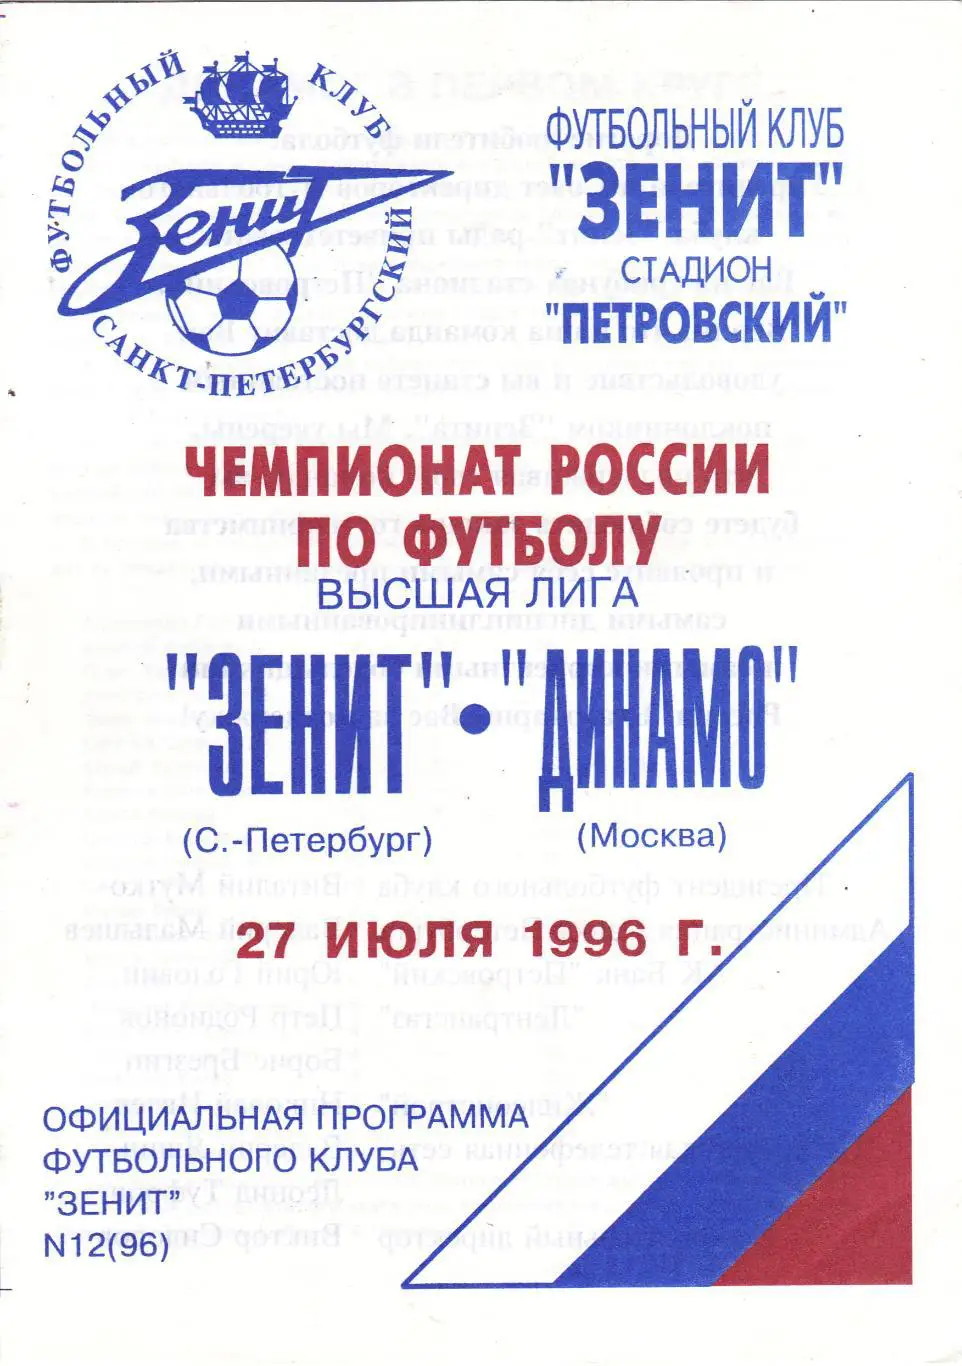 ФУТБОЛЬНЫЙ КЛУБ
Зенит
САНКТ-ПЕТЕРБУРГСКИЙ
ФУТБОЛЬНЫЙ КЛУБ
"ЗЕНИТ"
СТАДИОН
"ПЕТРОВСКИЙ"
ЧЕМПИОНАТ РОССИИ
ПО ФУТБОЛУ
ВЫСШАЯ ЛИГА
"ЗЕНИТ" • "ДИНАМО"
(С.-Петербург) (Москва)
27 ИЮЛЯ 1996 Г.
ОФИЦИАЛЬНАЯ ПРОГРАММА
ФУТБОЛЬНОГО КЛУБА
"ЗЕНИТ"
N12(96)